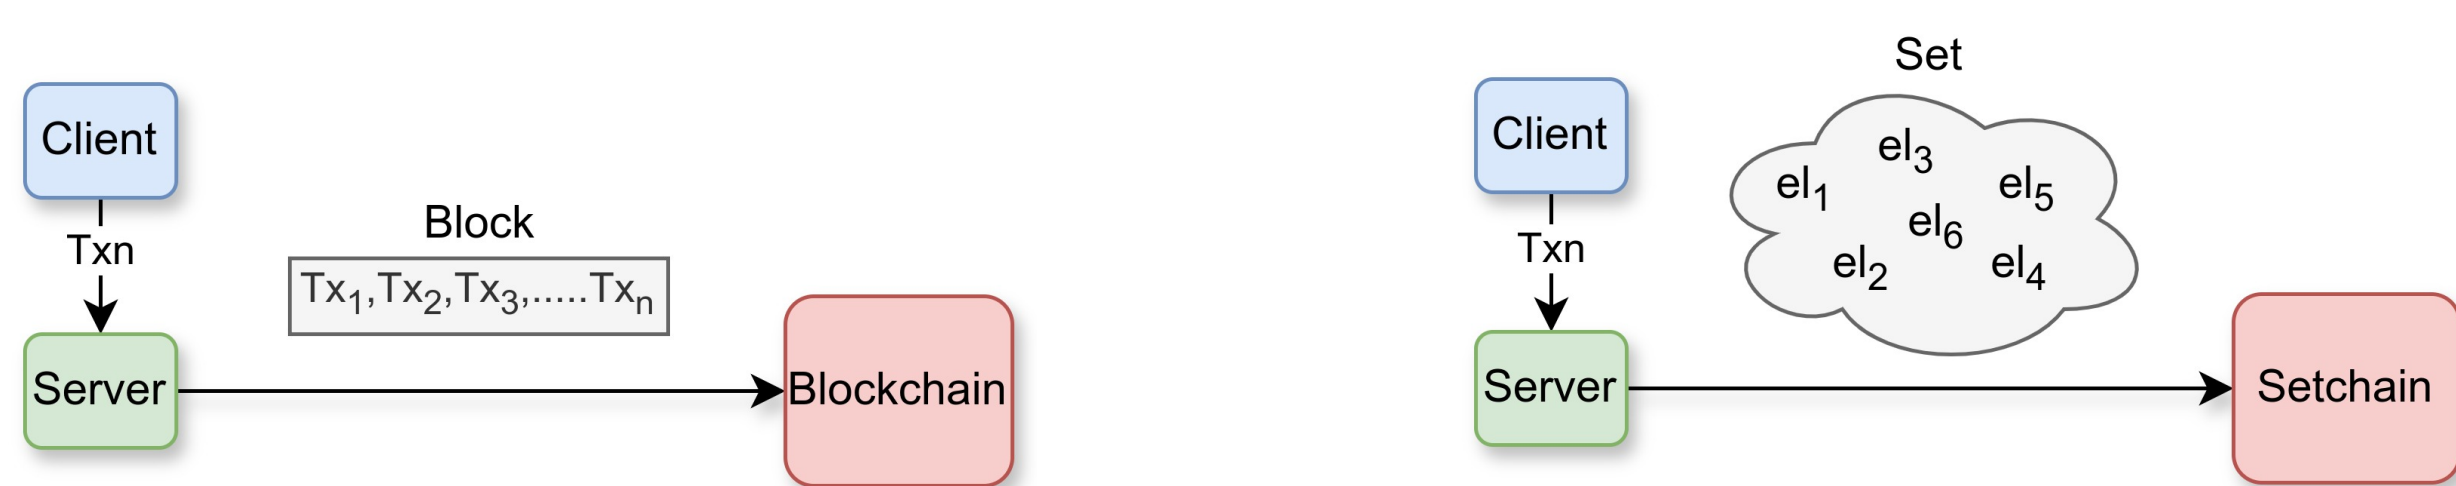 Client
Txn
Block
Tx1,Tx2,Tx3,.....Txn
Server
Blockchain
Set
Client
Txn
el3
el1
el5
el6
el2
el4
Server
Setchain